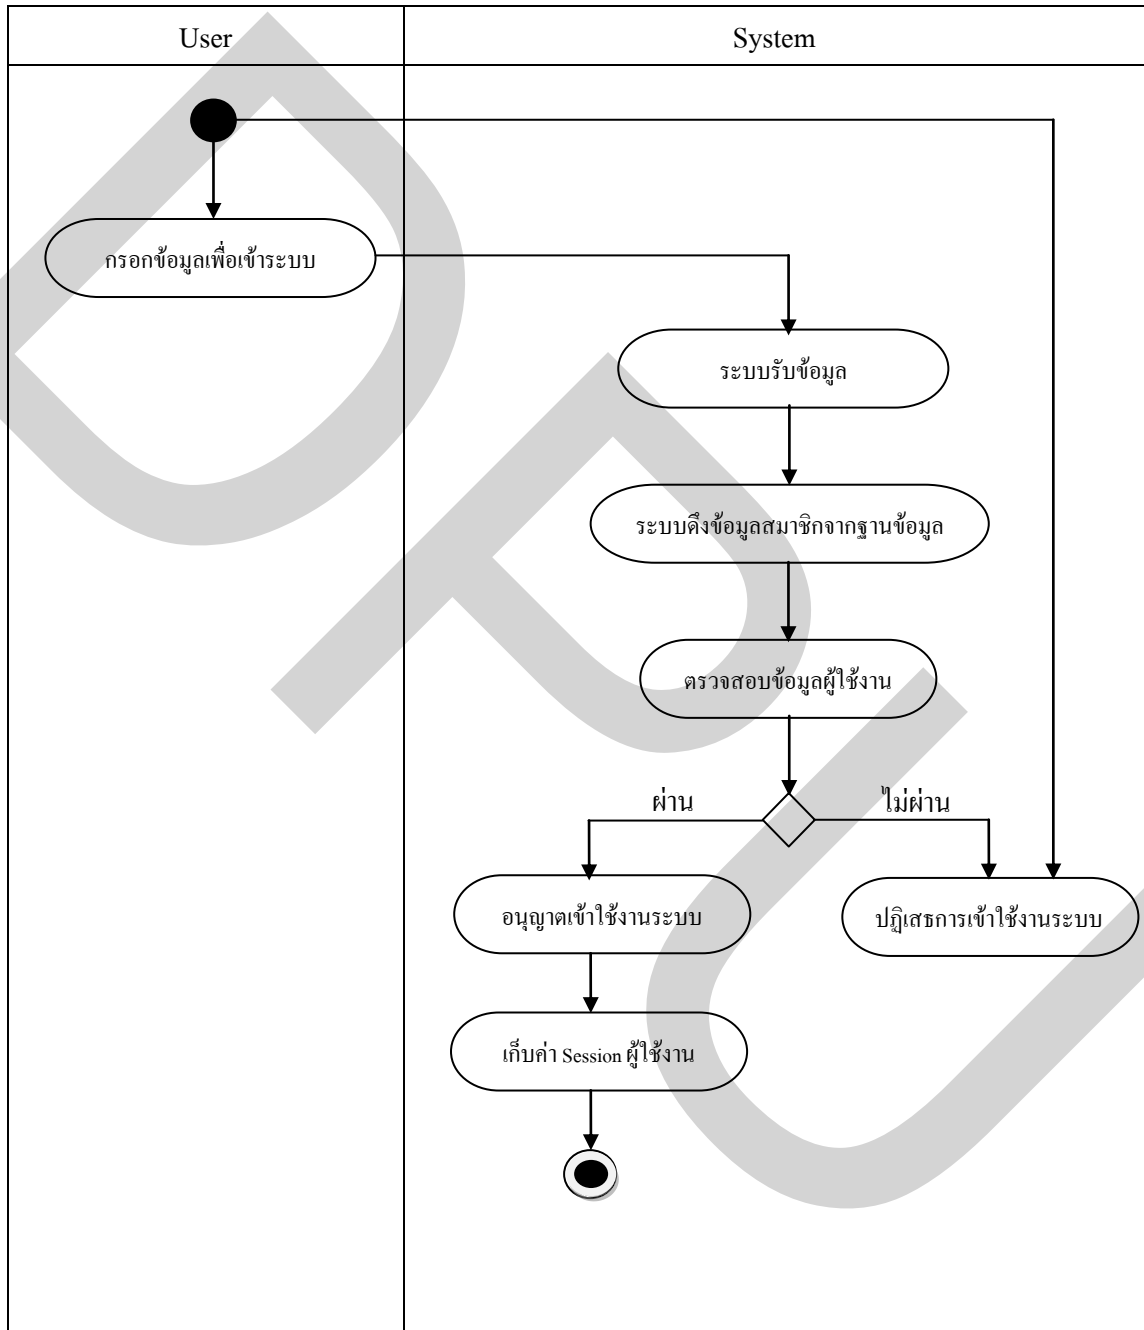 User
System
กรอกข้อมูลเพื่อเข้าระบบ
ระบบรับข้อมูล
ระบบดึงข้อมูลสมาชิกจากฐานข้อมูล
ตรวจสอบข้อมูลผู้ใช้งาน
ผ่าน
ไม่ผ่าน
อนุญาตเข้าใช้งานระบบ
ปฏิเสธการเข้าใช้งานระบบ
เก็บค่า Session ผู้ใช้งาน
DPU